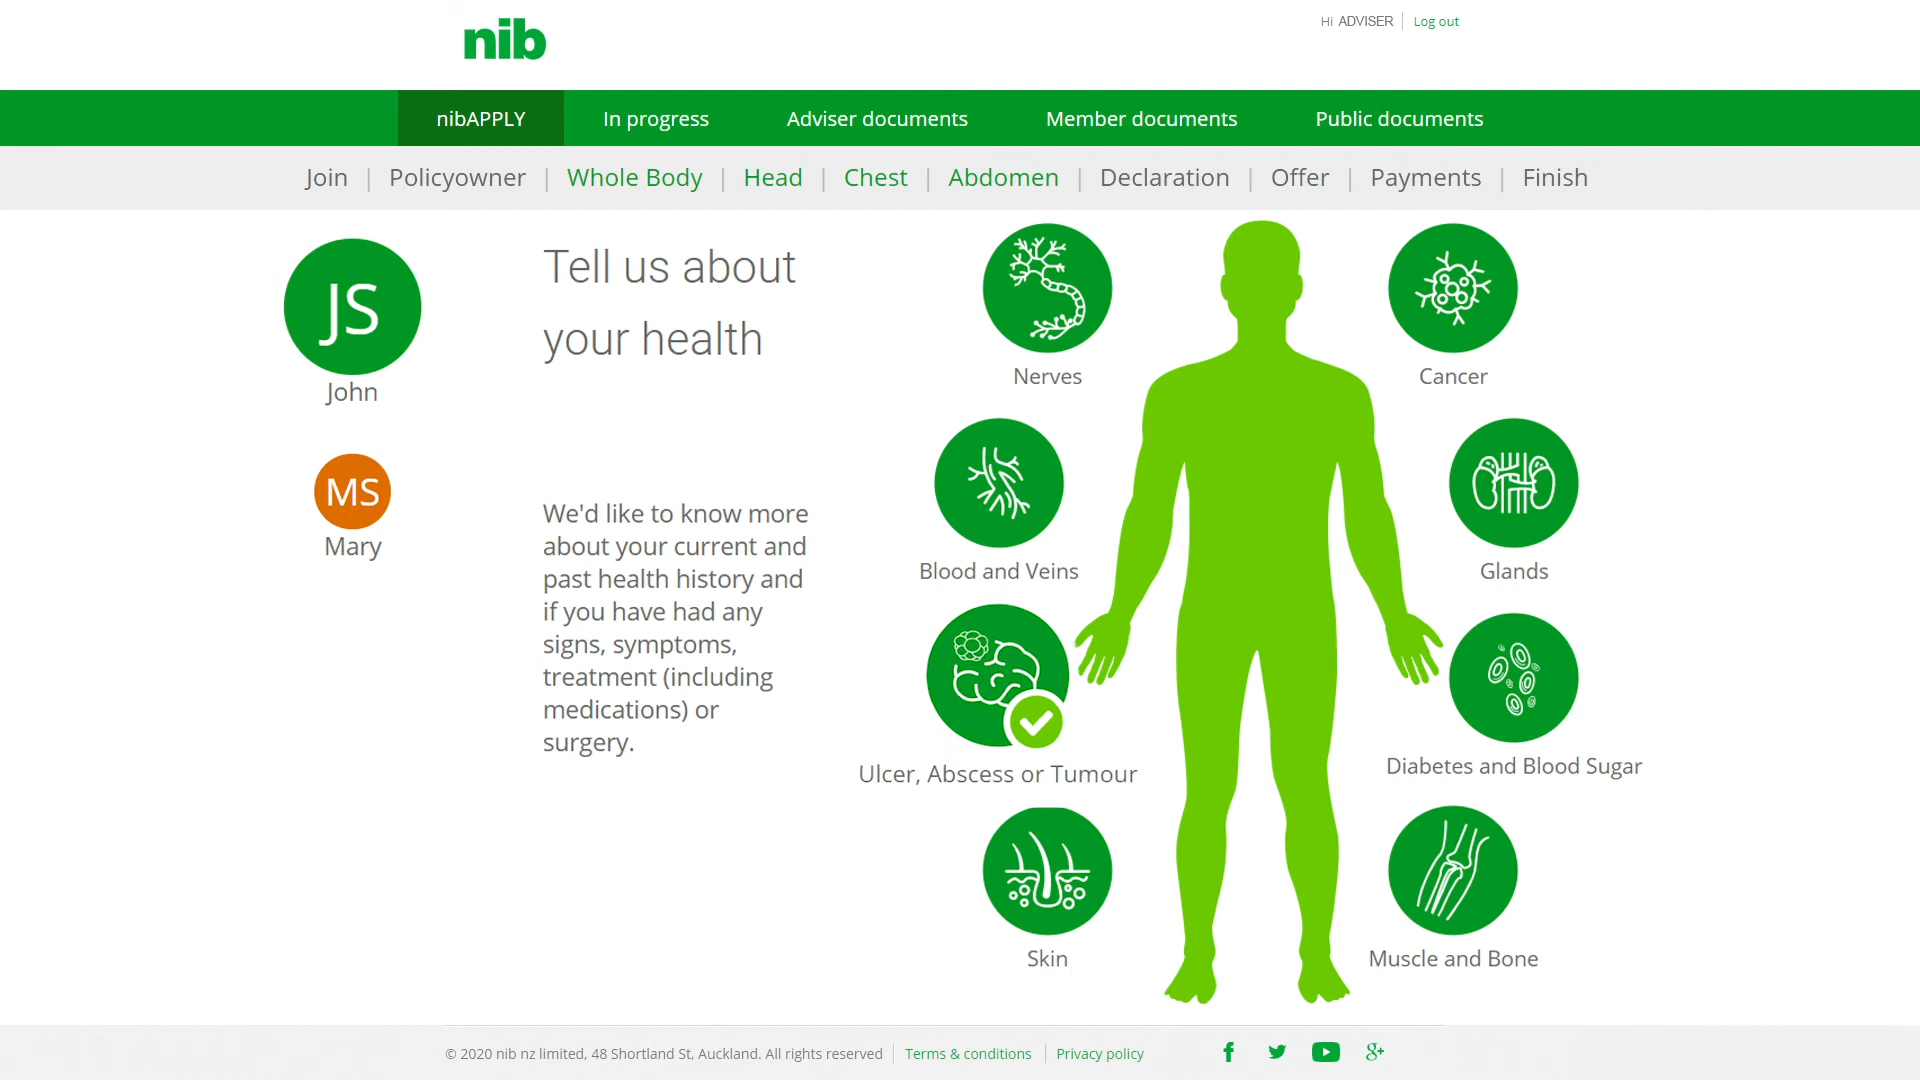 nib
Hi ADVISER
Log out
nibAPPLY
In progress
Adviser documents
Member documents
Public documents
Join | Policyowner | Whole Body | Head | Chest | Abdomen | Declaration | Offer | Payments | Finish
JS
John
MS
Mary
Tell us about
your health
We'd like to know more
about your current and
past health history and
if you have had any
signs, symptoms,
treatment (including
medications) or
surgery.
Nerves
Cancer
Blood and Veins
Glands
Ulcer, Abscess or Tumour
Diabetes and Blood Sugar
Skin
Muscle and Bone
© 2020 nib nz limited, 48 Shortland St, Auckland. All rights reserved
Terms & conditions
Privacy policy